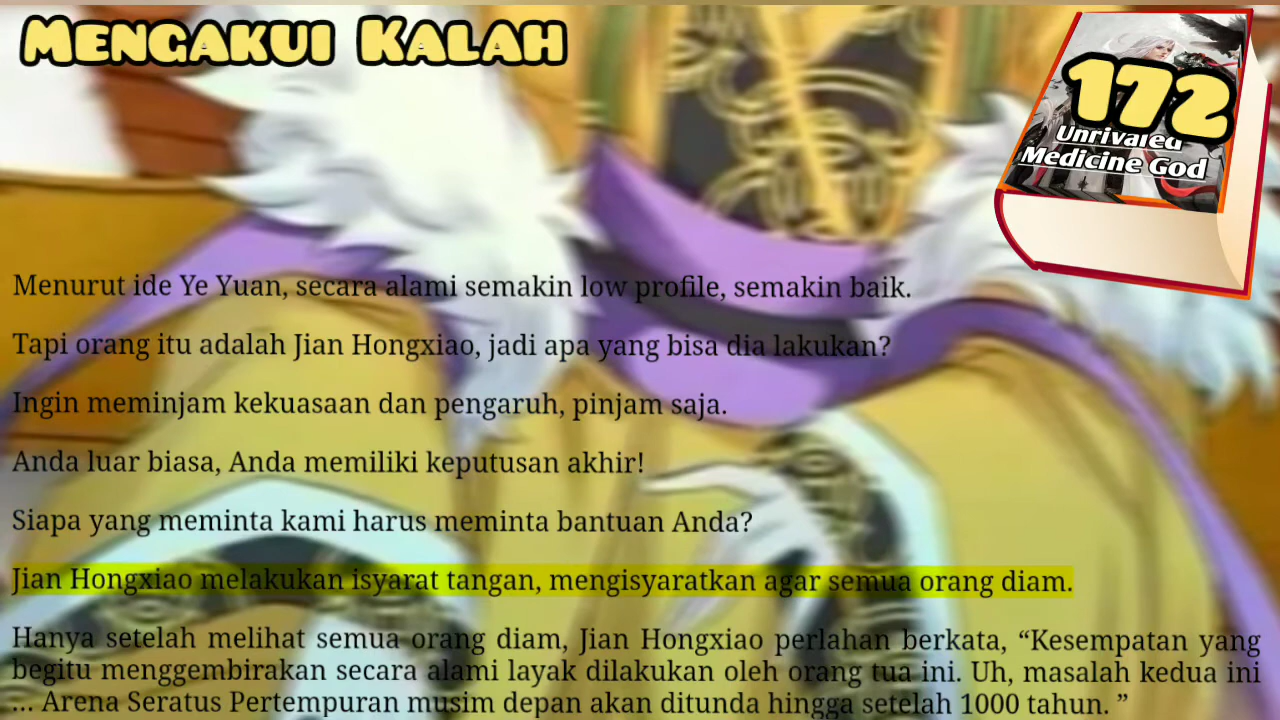 MENGAKUI KALAH
172
Unrivaled
Medicine God
Menurut ide Ye Yuan, secara alami semakin low profile, semakin baik.
Tapi orang itu adalah Jian Hongxiao, jadi apa yang bisa dia lakukan?
Ingin meminjam kekuasaan dan pengaruh, pinjam saja.
Anda luar biasa, Anda memiliki keputusan akhir!
Siapa yang meminta kami harus meminta bantuan Anda?
Jian Hongxiao melakukan isyarat tangan, mengisyaratkan agar semua orang diam.
Hanya setelah melihat semua orang diam, Jian Hongxiao perlahan berkata, “Kesempatan yang
begitu menggembirakan secara alami layak dilakukan oleh orang tua ini. Uh, masalah kedua ini
... Arena Seratus Pertempuran musim depan akan ditunda hingga setelah 1000 tahun. ”